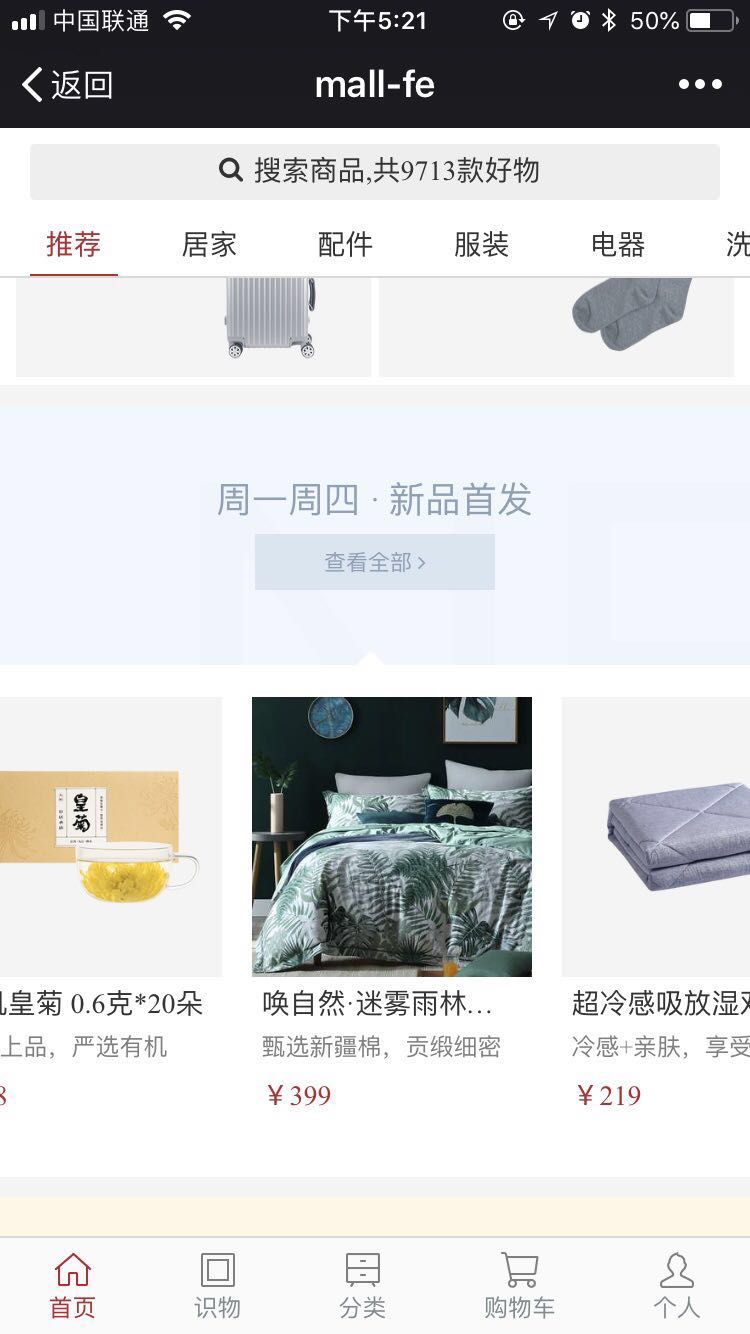 中国联通 下午5:21 50%
返回 mall-fe
搜索商品,共9713款好物
推荐 居家 配件 服装 电器 洗
周一周四 · 新品首发
查看全部
皇菊
皇菊 0.6克*20朵 唤自然·迷雾雨林... 超冷感吸放湿
上品，严选有机 甄选新疆棉，贡缎细密 冷感+亲肤，享受
8 ￥399 ￥219
首页 识物 分类 购物车 个人